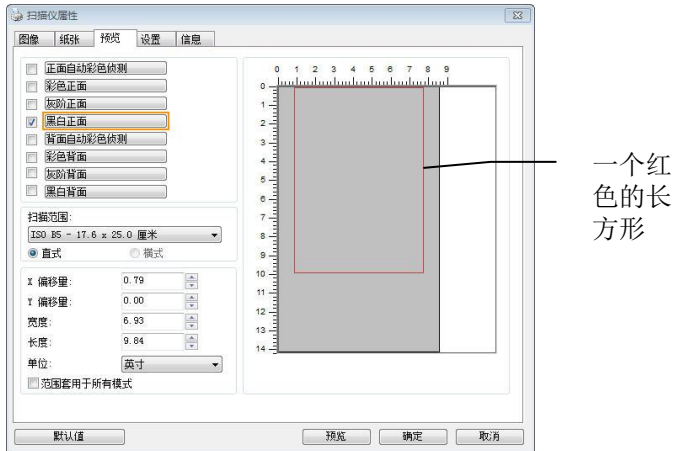 扫描仪属性
图像 纸张 预览 设置 信息
正面自动彩色侦测
彩色正面
灰阶正面
黑白正面
背面自动彩色侦测
彩色背面
灰阶背面
黑白背面
扫描范围:
ISO B5 - 17.6 x 25.0 厘米
直式 横式
X 偏移量: 0.79
Y 偏移量: 0.00
宽度: 6.93
长度: 9.84
单位: 英寸
范围套用于所有模式
0 1 2 3 4 5 6 7 8 9
0
1
2
3
4
5
6
7
8
9
10
11
12
13
14
一个红
色的长
方形
默认值 预览 确定 取消